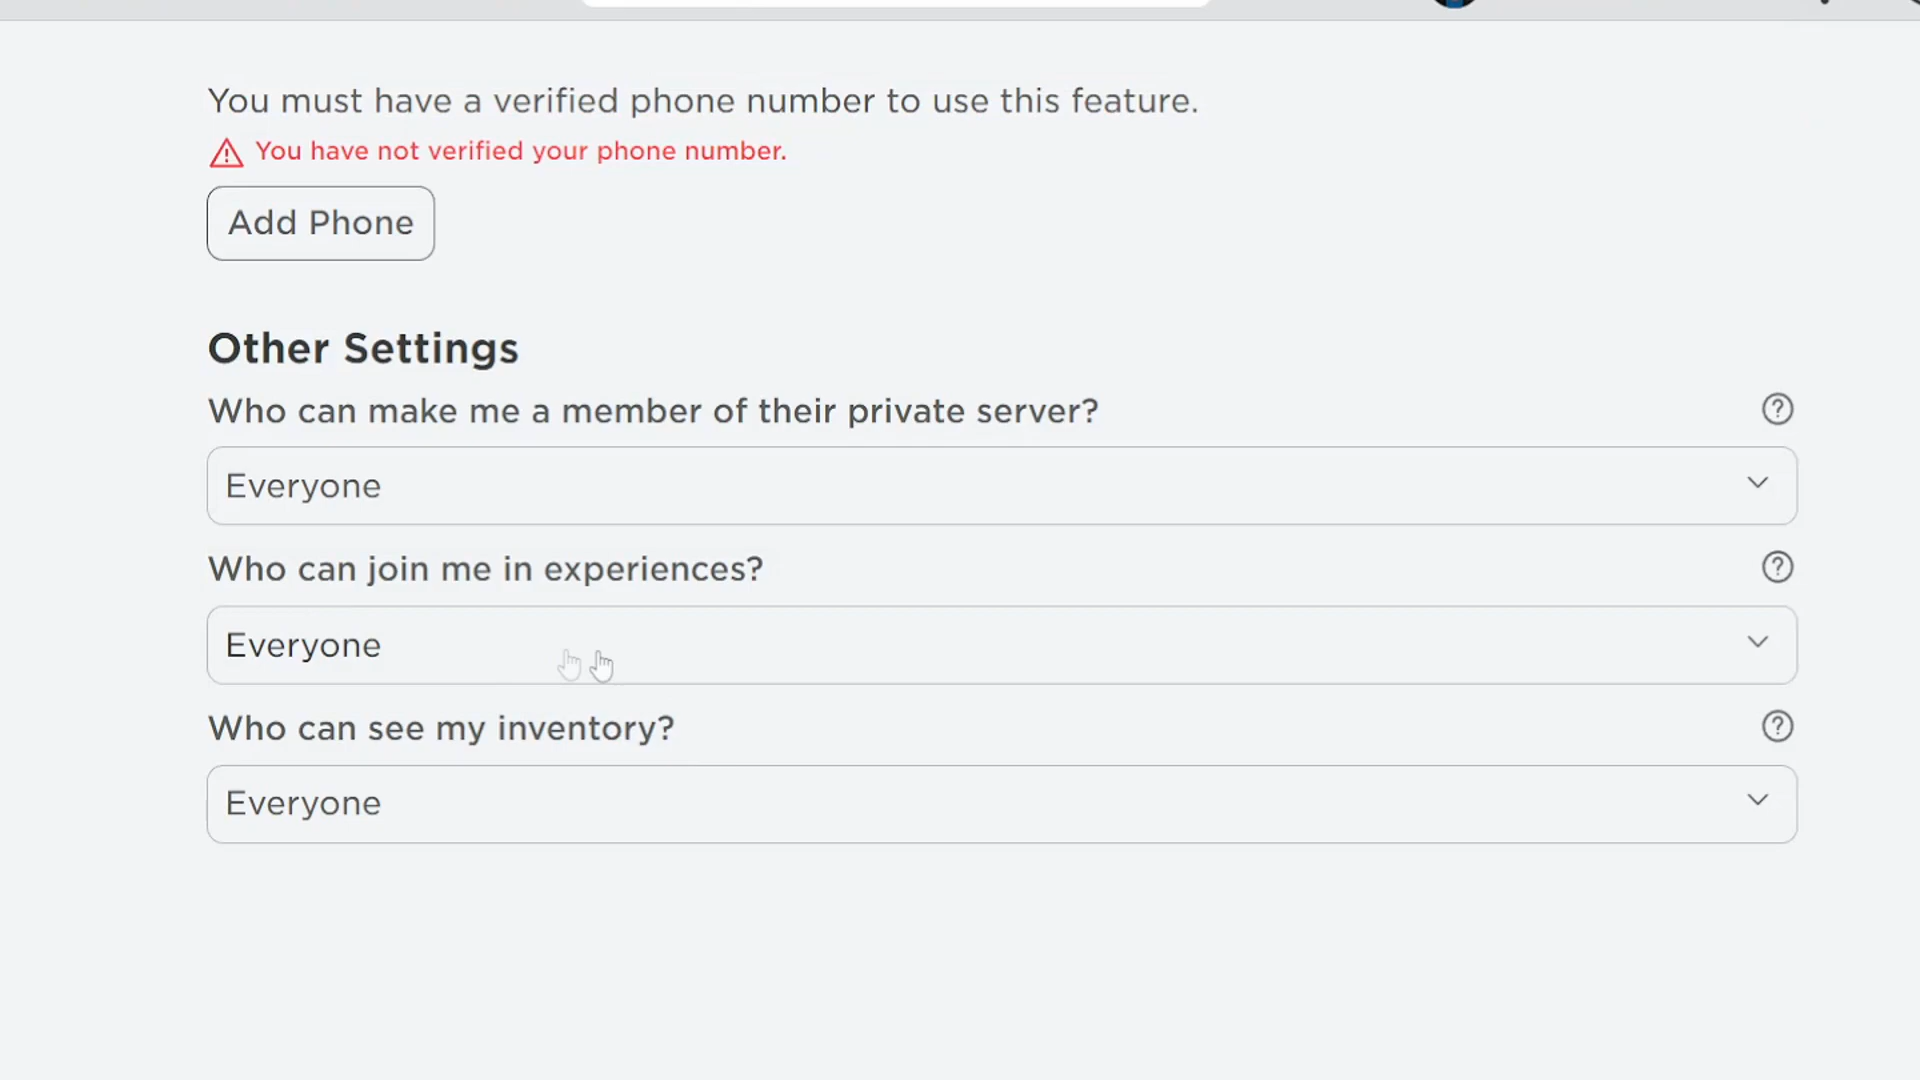 You must have a verified phone number to use this feature.
You have not verified your phone number.
Add Phone
Other Settings
Who can make me a member of their private server?
Everyone
Who can join me in experiences?
Everyone
Who can see my inventory?
Everyone